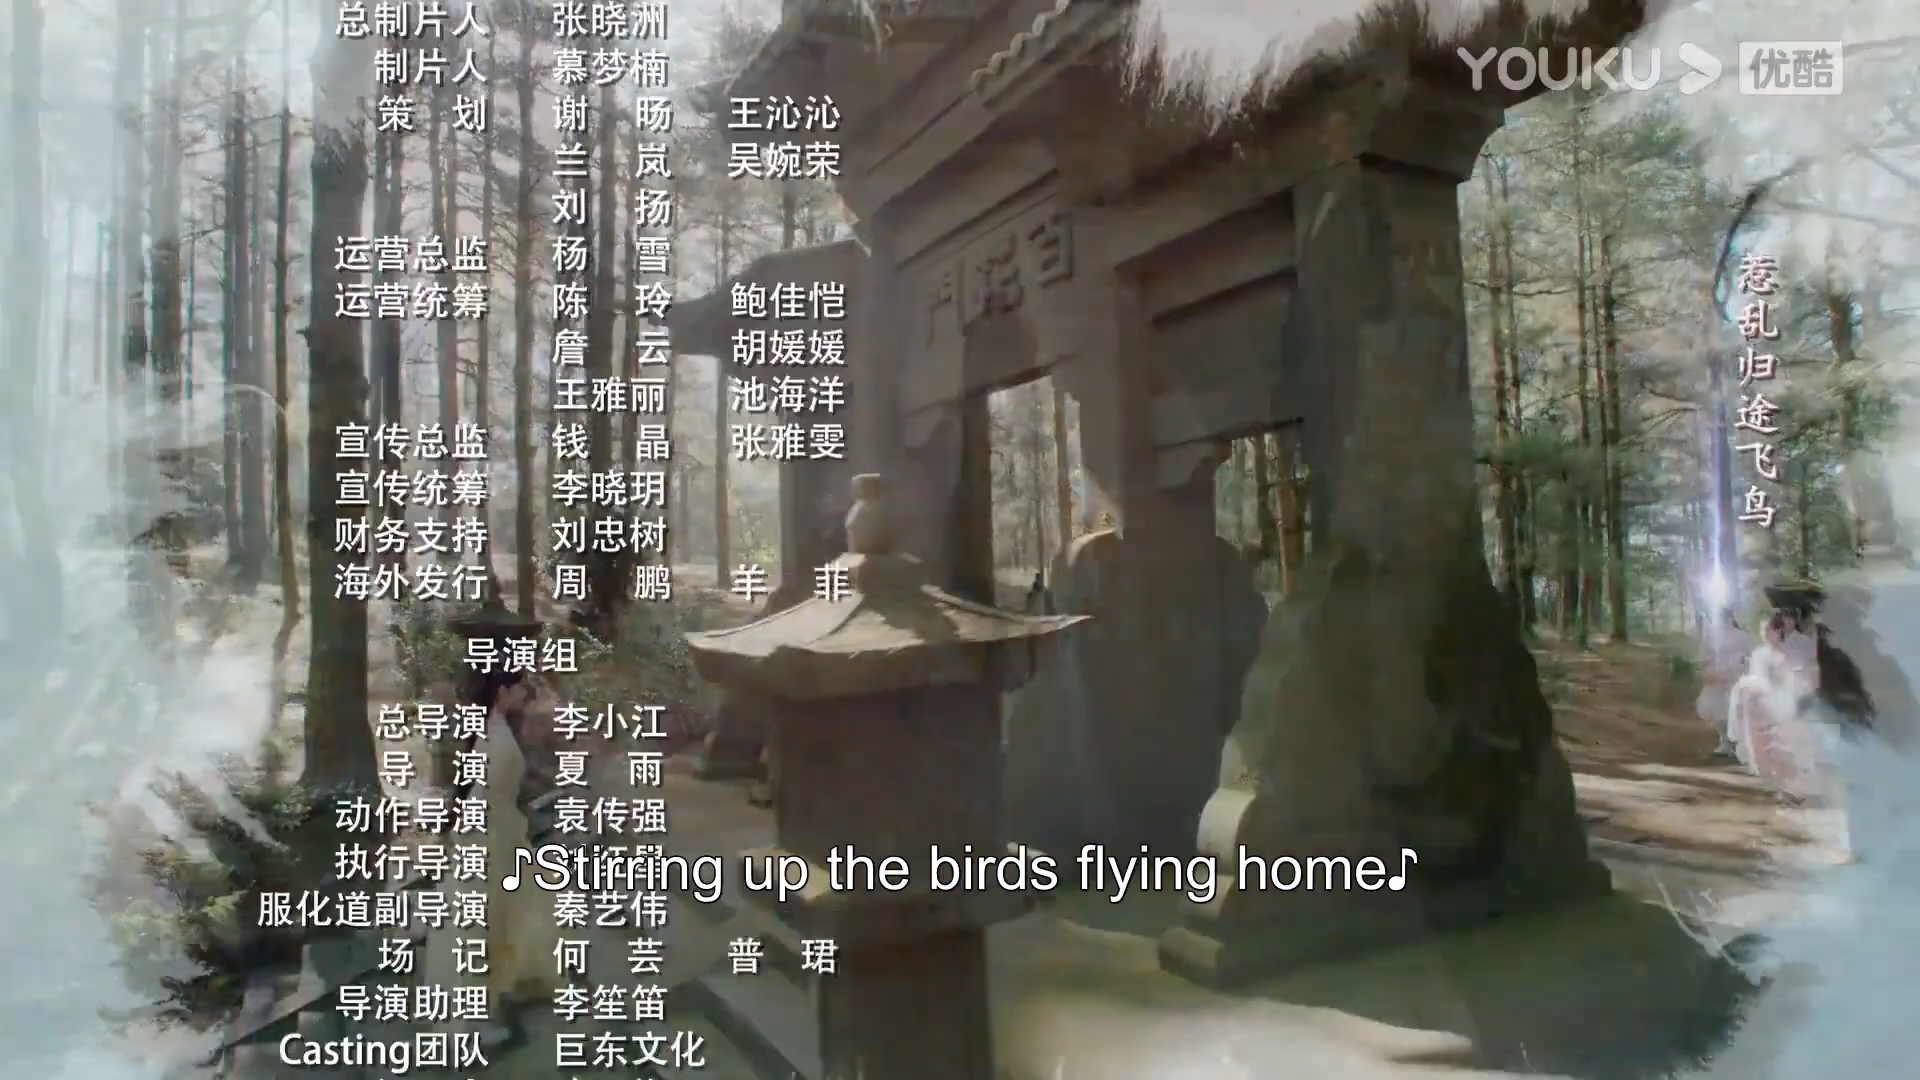 总制片人 张晓洲
YOUKU 优酷
制片人 慕梦楠
策 划 谢 旸 王沁沁
兰 岚 吴婉荣
刘 扬
运营总监 杨 雪
运营统筹 陈 玲 鲍佳恺
詹 云 胡媛媛
王雅丽 池海洋
宣传总监 钱 晶 张雅雯
宣传统筹 李晓玥
财务支持 刘忠树
海外发行 周 鹏 羊 菲
惹乱归途飞鸟
导演组
总导演 李小江
导 演 夏 雨
动作导演 袁传强
执行导演
♪Stirring up the birds flying home♪
服化道副导演 秦艺伟
场 记 何 芸 普 珺
导演助理 李笙笛
Casting团队 巨东文化